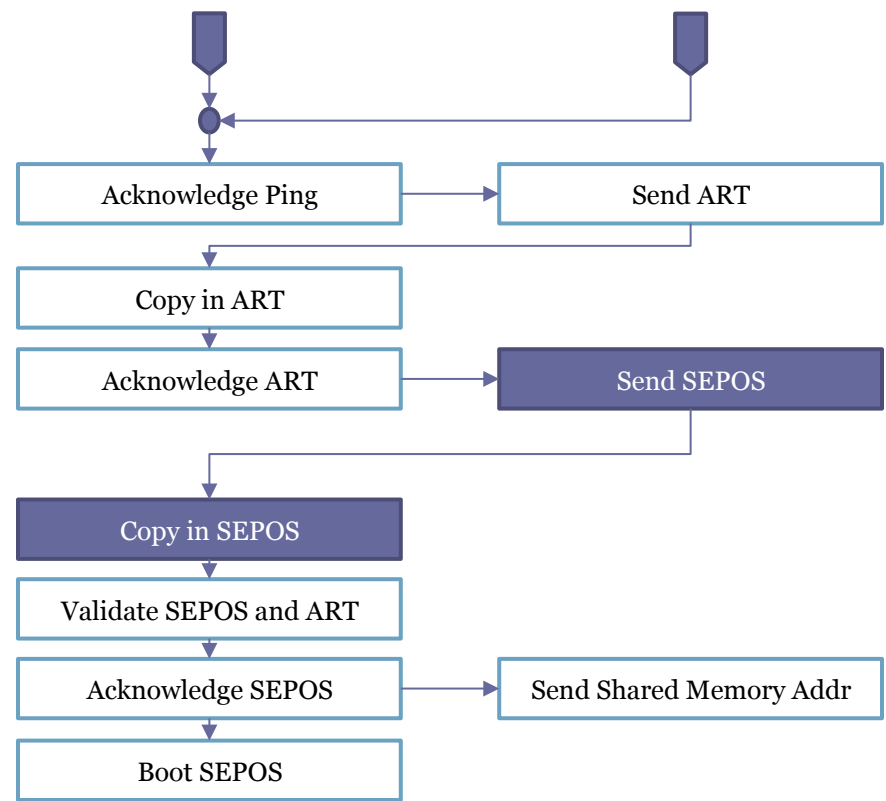 Acknowledge Ping
Send ART
Copy in ART
Acknowledge ART
Send SEPOS
Copy in SEPOS
Validate SEPOS and ART
Acknowledge SEPOS
Send Shared Memory Addr
Boot SEPOS